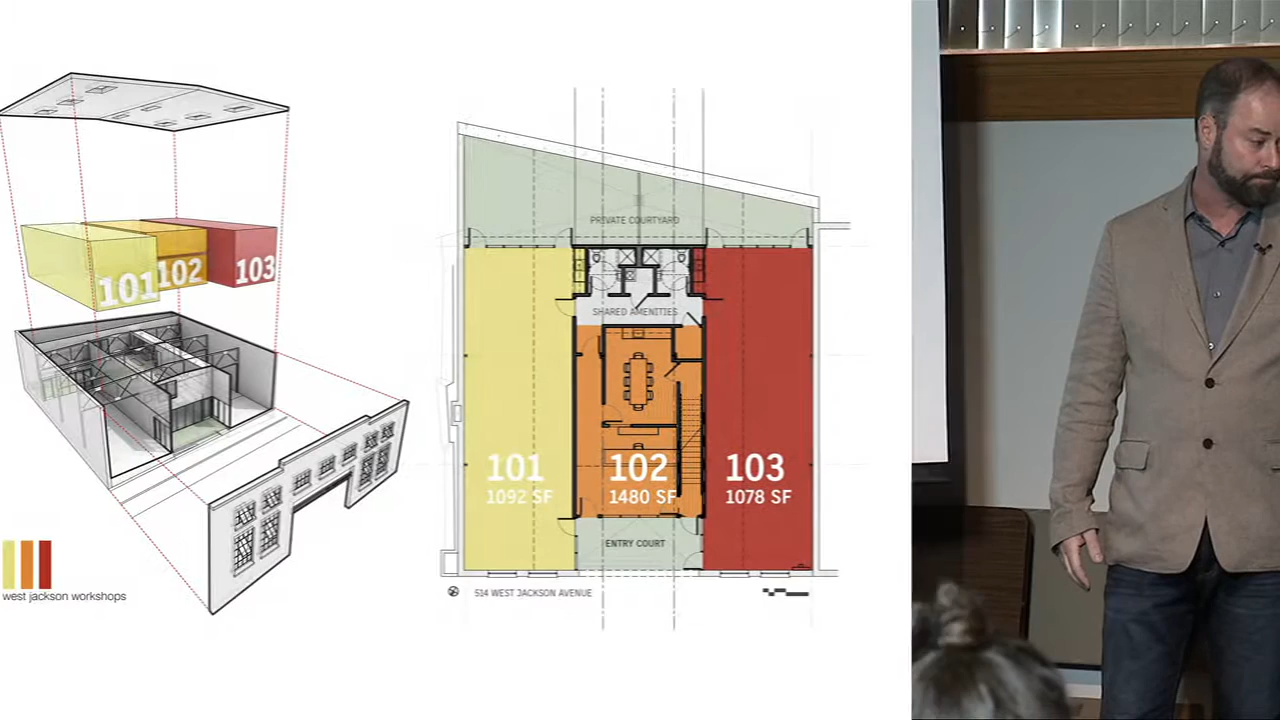 101
102
103
west jackson workshops
PRIVATE COURTYARD
SHARED AMENITIES
101
1092 SF
102
1480 SF
103
1078 SF
ENTRY COURT
514 WEST JACKSON AVENUE